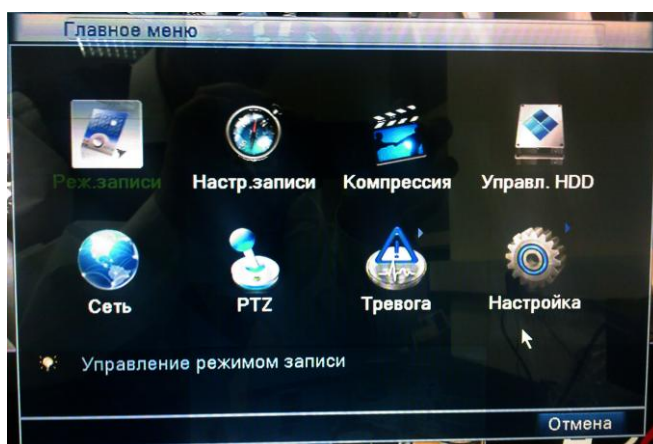 Главное меню
Реж.записи Настр.записи Компрессия Управл. HDD
Сеть PTZ Тревога Настройка
Управление режимом записи
Отмена